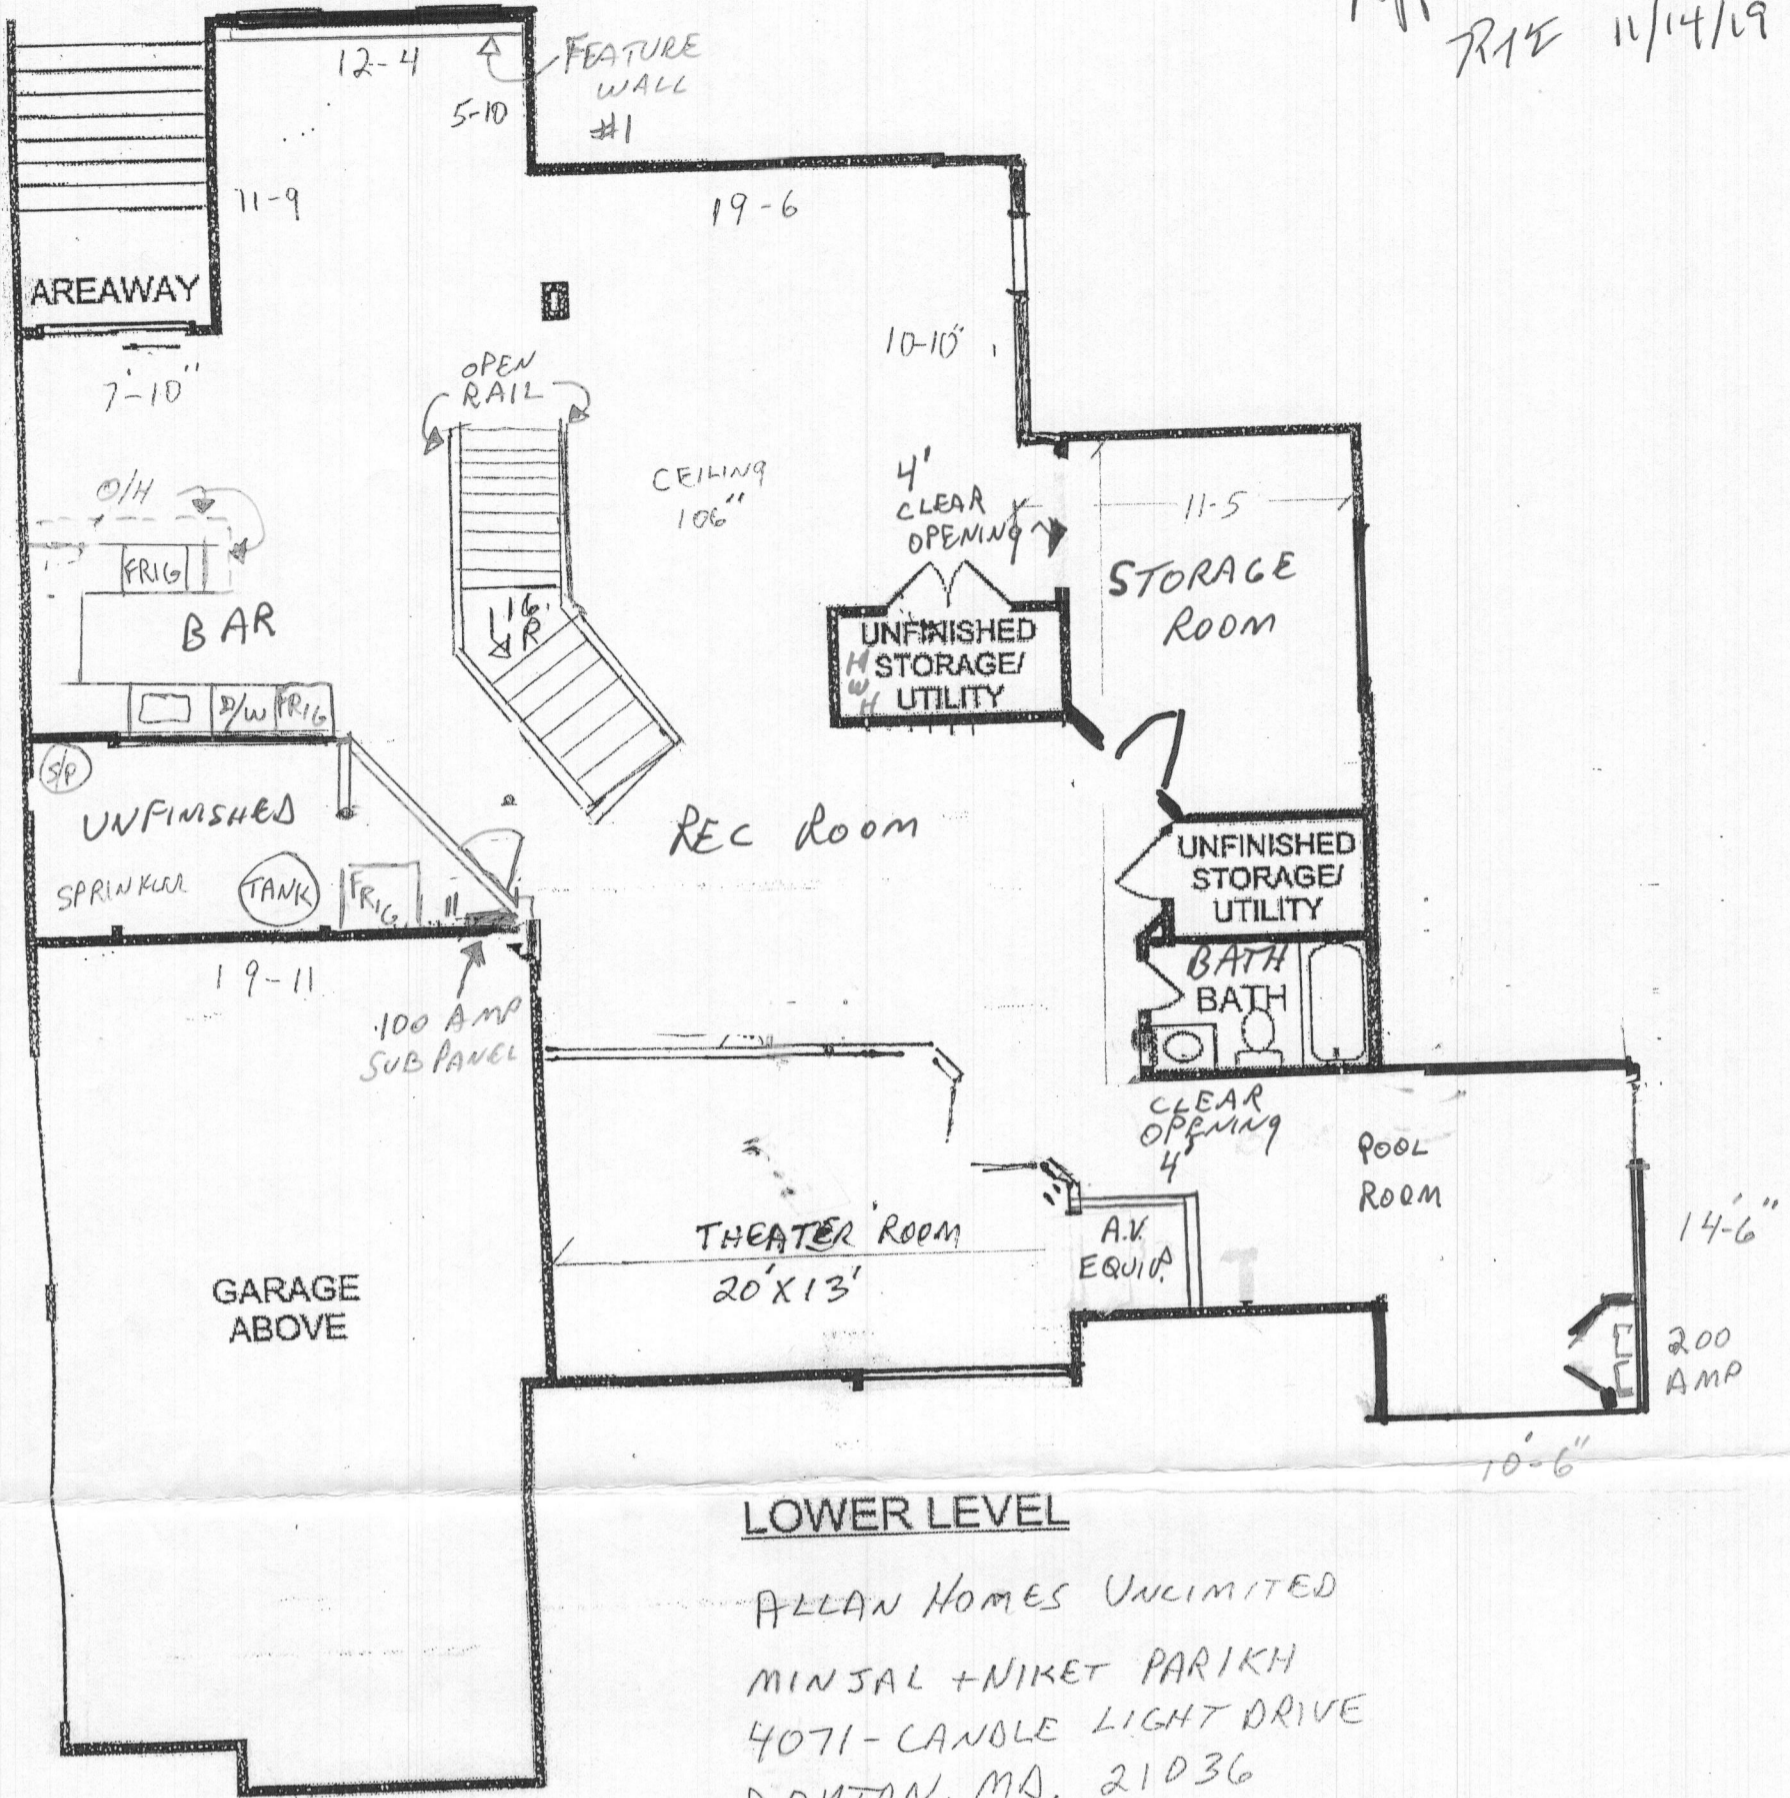 11/14/19
12-4
FEATURE
WALL
#1
5-10
11-9
19-6
AREAWAY
7'-10"
10-10"
OPEN
RAIL
CEILING
106"
4'
CLEAR
OPENING
11-5
STORAGE
ROOM
O/H
FRIG
BAR
D/W
FRIG
16
R
UNFINISHED
STORAGE/
UTILITY
HWH
S/P
UNFINISHED
SPRINKLER
TANK
FRIG
REC ROOM
UNFINISHED
STORAGE/
UTILITY
BATH
BATH
19-11
100 AMP
SUB PANEL
CLEAR
OPENING
4'
POOL
ROOM
THEATER ROOM
20' X 13'
A.V.
EQUIP.
14'-6"
GARAGE
ABOVE
200
AMP
10'-6"
LOWER LEVEL
ALLAN HOMES UNLIMITED
MINJAL + NIKET PARIKH
4071 - CANDLE LIGHT DRIVE
MD. 21036